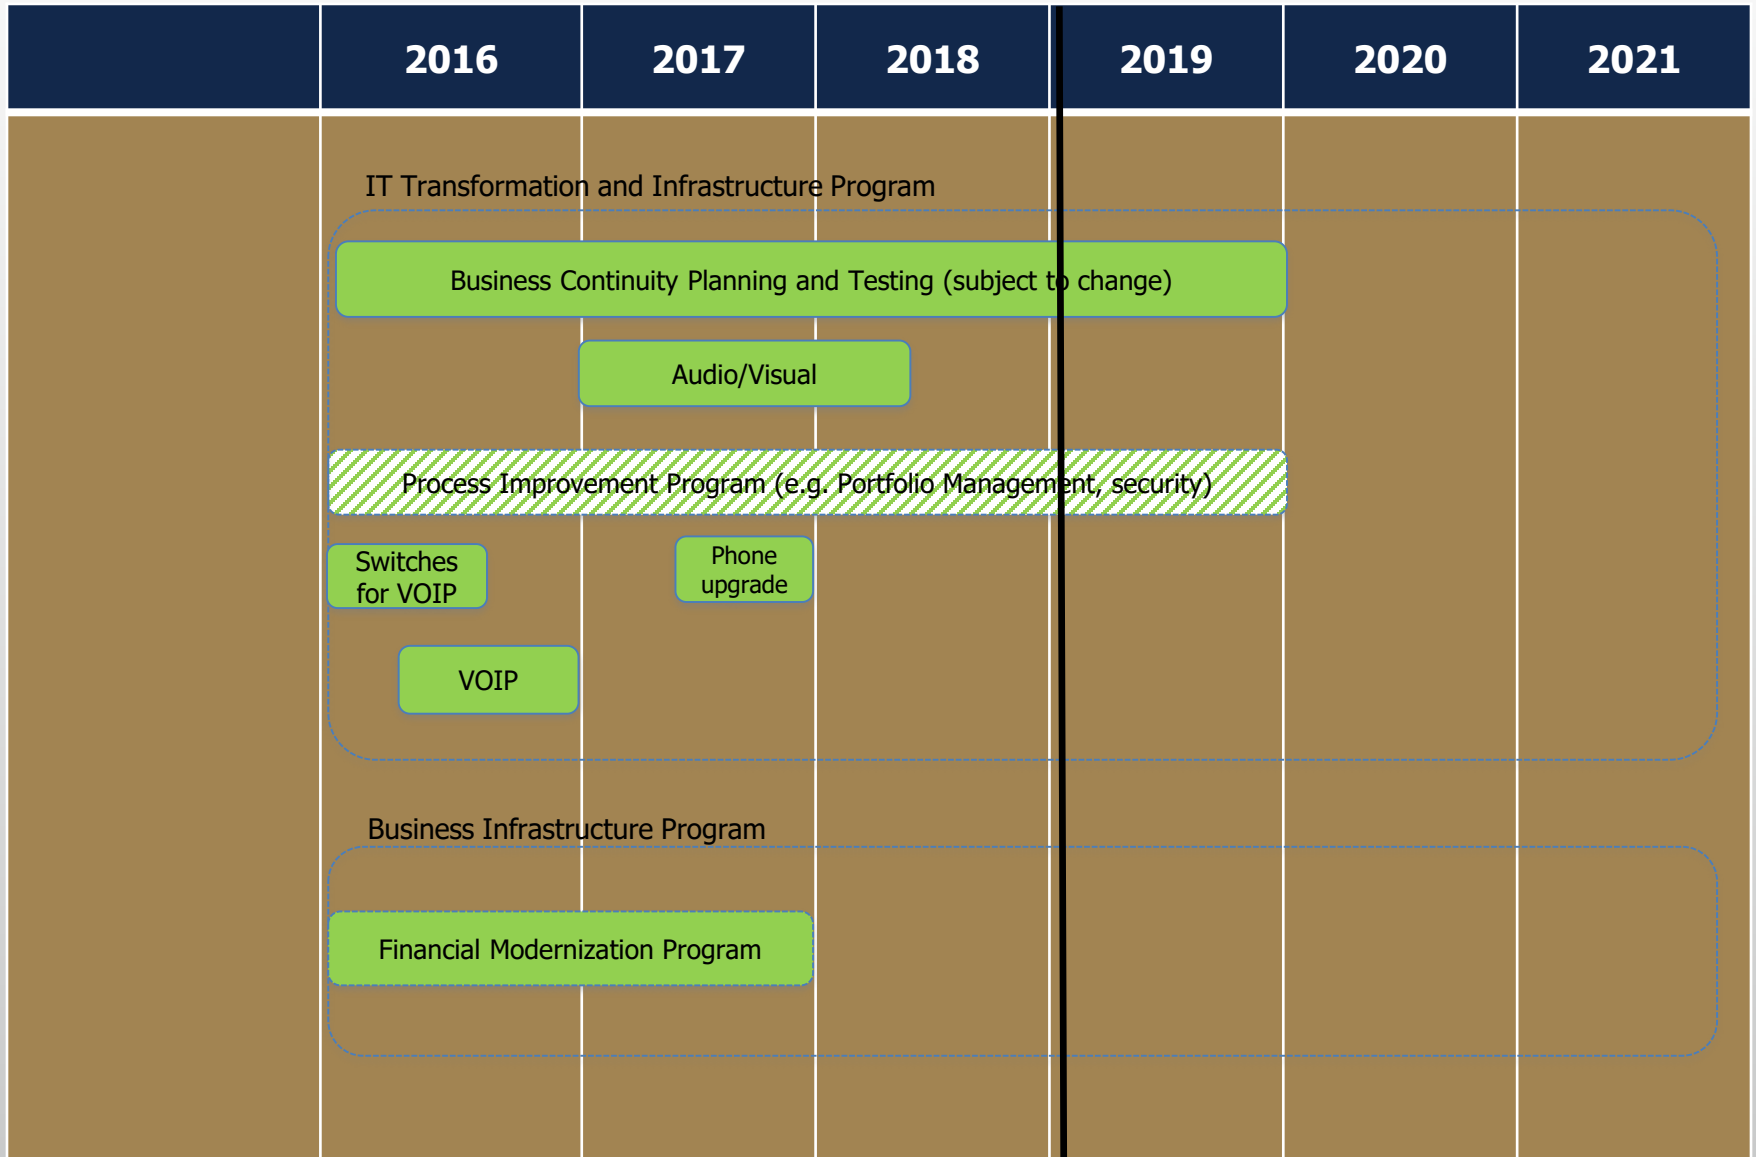 2016 2017 2018 2019 2020 2021
IT Transformation and Infrastructure Program
Business Continuity Planning and Testing (subject to change)
Audio/Visual
Process Improvement Program (e.g. Portfolio Management, security)
Switches
for VOIP
Phone
upgrade
VOIP
Business Infrastructure Program
Financial Modernization Program